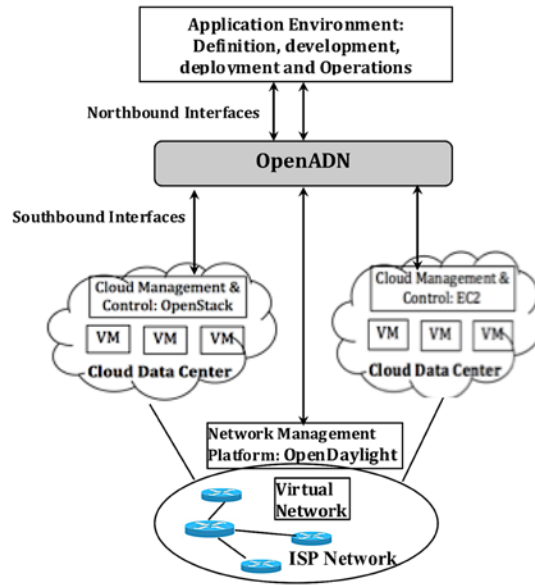 Application Environment:
Definition, development,
deployment and Operations
Northbound Interfaces
OpenADN
Southbound Interfaces
Cloud Management &
Control: OpenStack
VM VM VM
Cloud Data Center
Cloud Management &
Control: EC2
VM VM VM
Cloud Data Center
Network Management
Platform: OpenDaylight
Virtual
Network
ISP Network